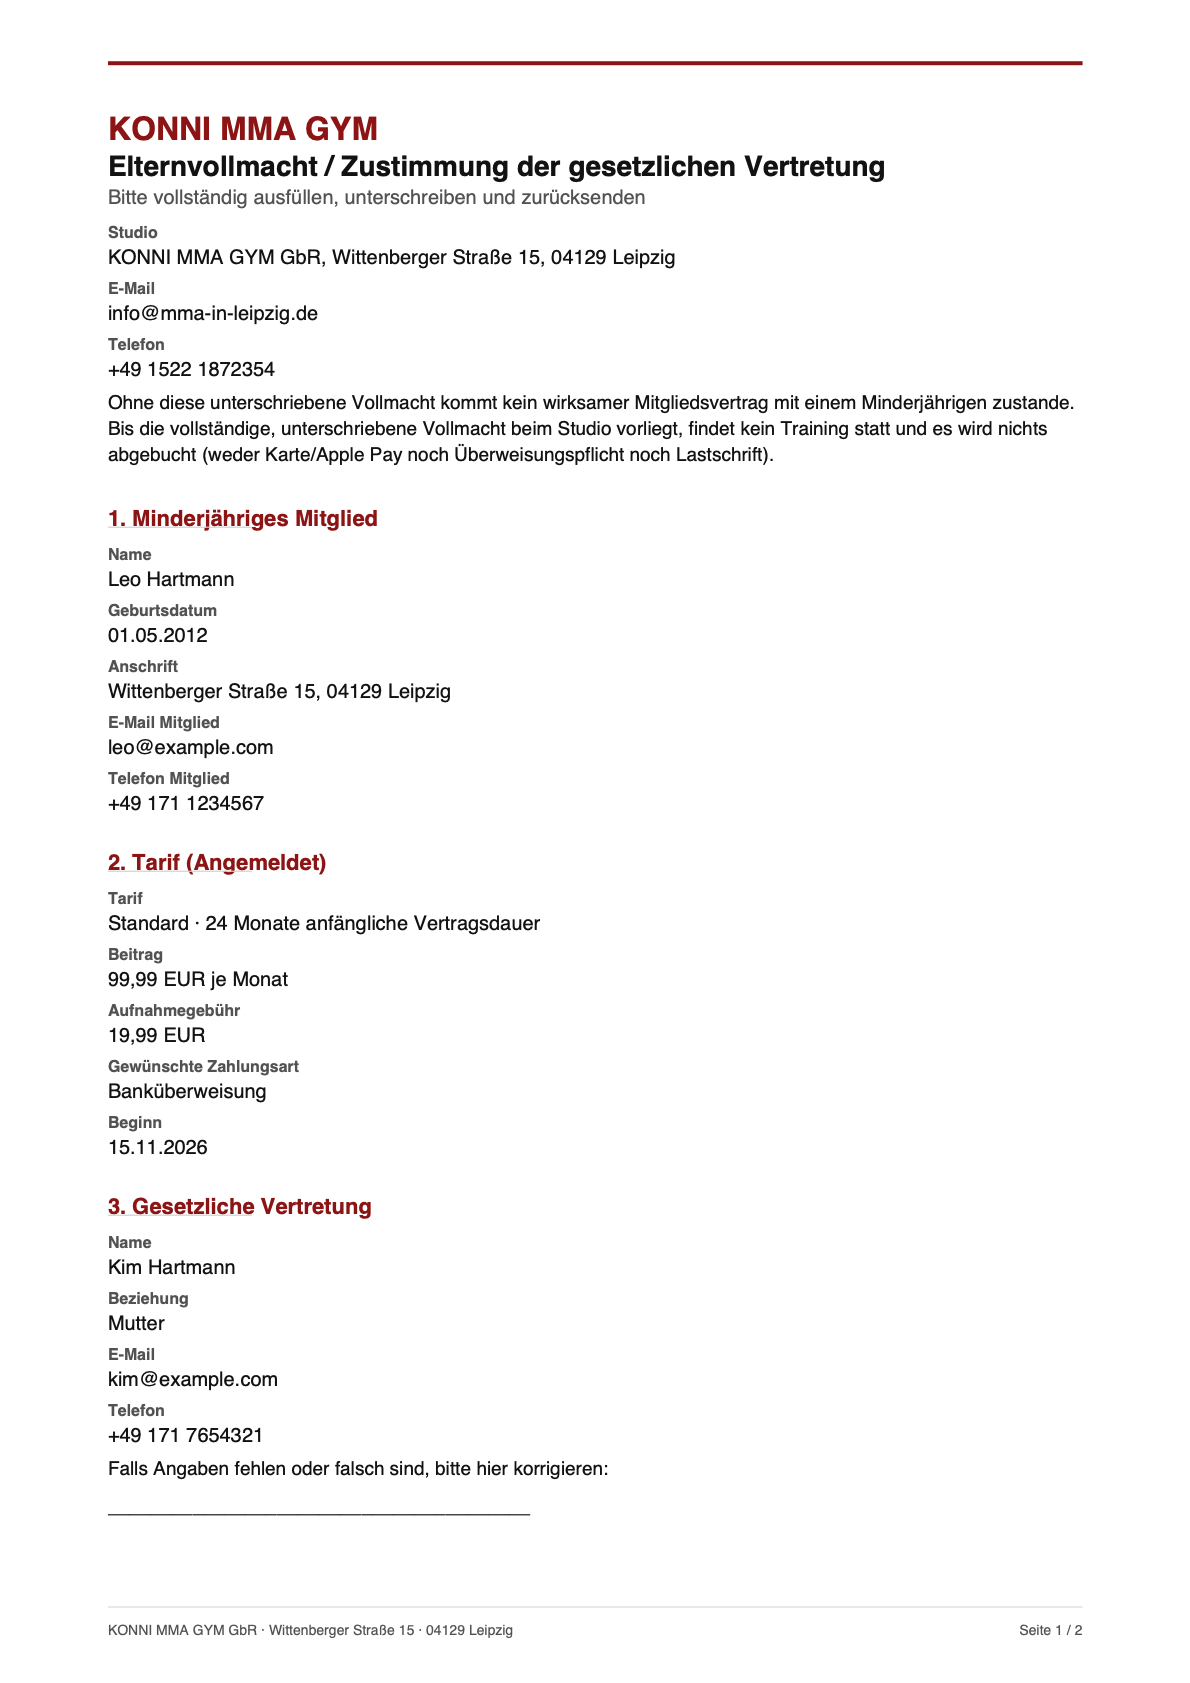 KONNI MMA GYM
Elternvollmacht / Zustimmung der gesetzlichen Vertretung
Bitte vollständig ausfüllen, unterschreiben und zurücksenden
Studio
KONNI MMA GYM GbR, Wittenberger Straße 15, 04129 Leipzig
E-Mail
info@mma-in-leipzig.de
Telefon
+49 1522 1872354
Ohne diese unterschriebene Vollmacht kommt kein wirksamer Mitgliedsvertrag mit einem Minderjährigen zustande.
Bis die vollständige, unterschriebene Vollmacht beim Studio vorliegt, findet kein Training statt und es wird nichts
abgebucht (weder Karte/Apple Pay noch Überweisungspflicht noch Lastschrift).
1. Minderjähriges Mitglied
Name
Leo Hartmann
Geburtsdatum
01.05.2012
Anschrift
Wittenberger Straße 15, 04129 Leipzig
E-Mail Mitglied
leo@example.com
Telefon Mitglied
+49 171 1234567
2. Tarif (Angemeldet)
Tarif
Standard · 24 Monate anfängliche Vertragsdauer
Beitrag
99,99 EUR je Monat
Aufnahmegebühr
19,99 EUR
Gewünschte Zahlungsart
Banküberweisung
Beginn
15.11.2026
3. Gesetzliche Vertretung
Name
Kim Hartmann
Beziehung
Mutter
E-Mail
kim@example.com
Telefon
+49 171 7654321
Falls Angaben fehlen oder falsch sind, bitte hier korrigieren:
KONNI MMA GYM GbR · Wittenberger Straße 15 · 04129 Leipzig
Seite 1 / 2